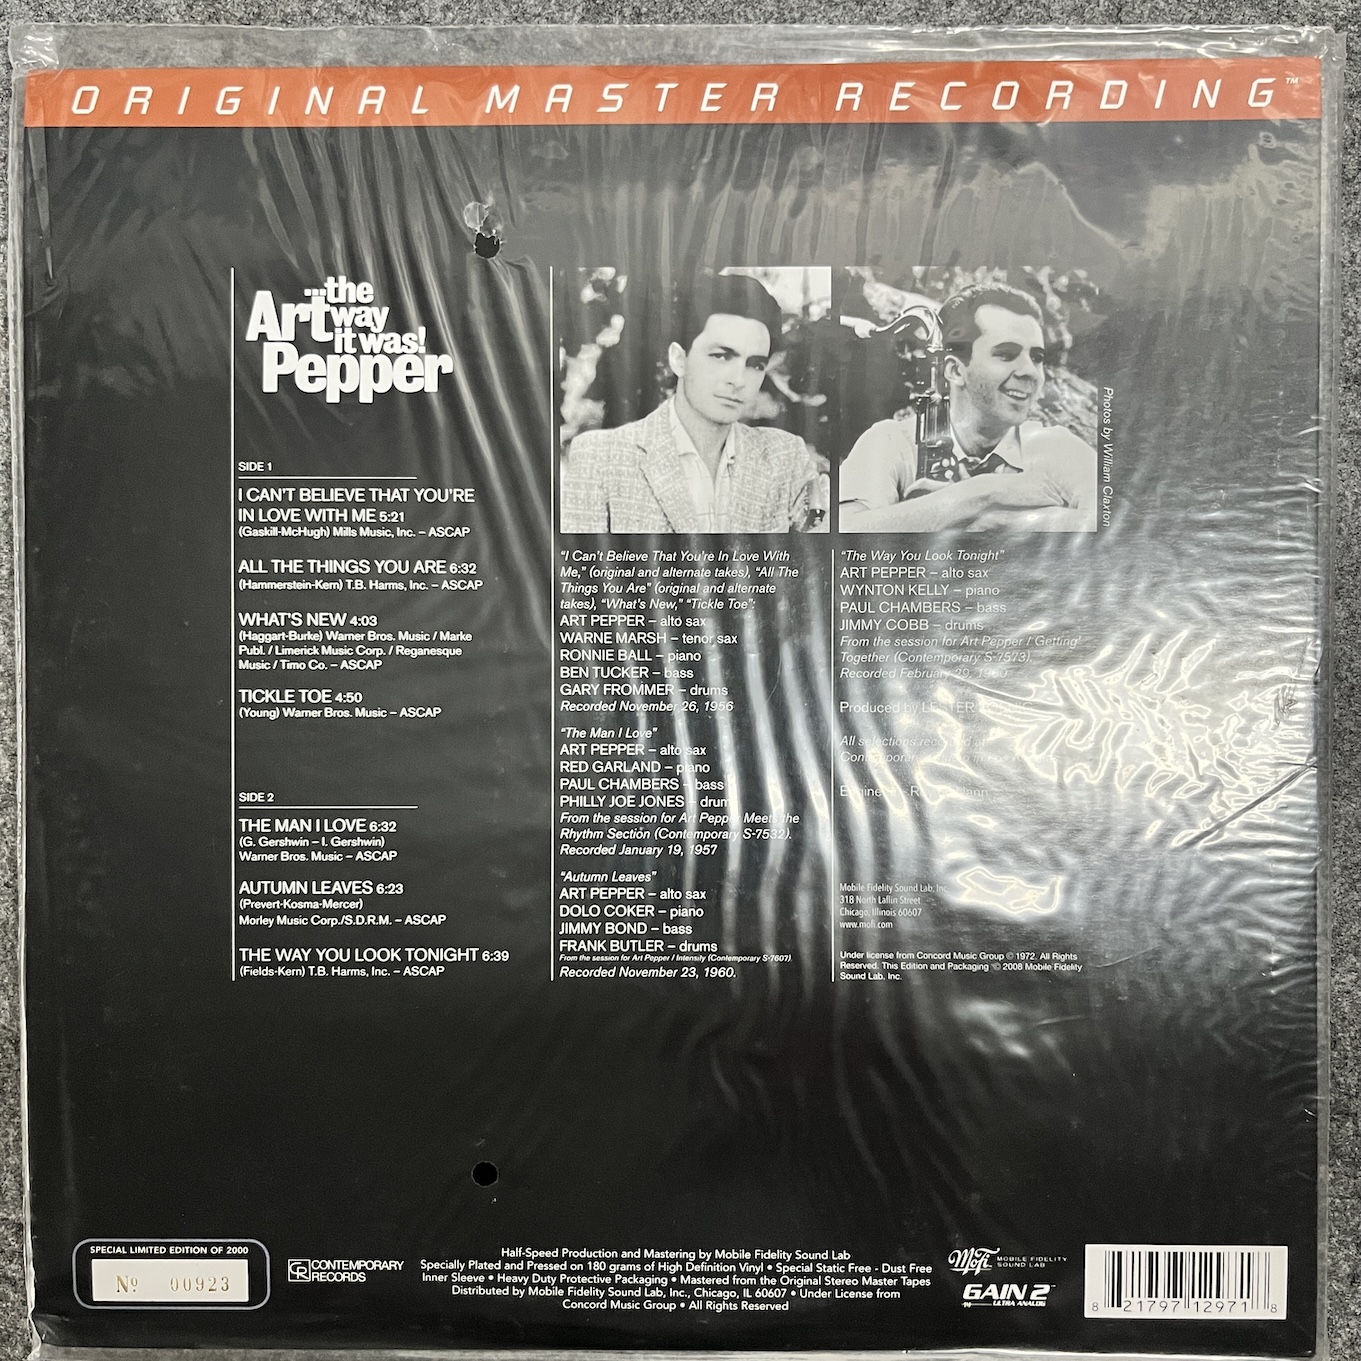 ORIGINAL MASTER RECORDING™
...the
Art way
it was!
Pepper
SIDE 1
I CAN'T BELIEVE THAT YOU'RE
IN LOVE WITH ME 5:21
(Gaskill-McHugh) Mills Music, Inc. – ASCAP
ALL THE THINGS YOU ARE 6:32
(Hammerstein-Kern) T.B. Harms, Inc. – ASCAP
WHAT'S NEW 4:03
(Haggart-Burke) Warner Bros. Music / Marke
Publ. / Limerick Music Corp. / Reganesque
Music / Timo Co. – ASCAP
TICKLE TOE 4:50
(Young) Warner Bros. Music – ASCAP
SIDE 2
THE MAN I LOVE 6:32
(G. Gershwin – I. Gershwin)
Warner Bros. Music – ASCAP
AUTUMN LEAVES 6:23
(Prevert-Kosma-Mercer)
Morley Music Corp./S.D.R.M. – ASCAP
THE WAY YOU LOOK TONIGHT 6:39
(Fields-Kern) T.B. Harms, Inc. – ASCAP
"I Can't Believe That You're In Love With
Me," (original and alternate takes), "All The
Things You Are" (original and alternate
takes), "What's New," "Tickle Toe":
ART PEPPER – alto sax
WARNE MARSH – tenor sax
RONNIE BALL – piano
BEN TUCKER – bass
GARY FROMMER – drums
Recorded November 26, 1956
"The Man I Love"
ART PEPPER – alto sax
RED GARLAND – piano
PAUL CHAMBERS – bass
PHILLY JOE JONES – drum
From the session for Art Pepper Meets the
Rhythm Section (Contemporary S-7532).
Recorded January 19, 1957
"Autumn Leaves"
ART PEPPER – alto sax
DOLO COKER – piano
JIMMY BOND – bass
FRANK BUTLER – drums
From the session for Art Pepper / Intensity (Contemporary S-7607)
Recorded November 23, 1960.
Photos by William Claxton
"The Way You Look Tonight"
ART PEPPER – alto sax
WYNTON KELLY – piano
PAUL CHAMBERS – bass
JIMMY COBB – drums
From the session for Art Pepper / Getting'
Together (Contemporary S-7573).
Recorded February 29, 1960
Produced by LESTER
All selections recorded at
Mobile Fidelity Sound Lab, Inc.
318 North Laflin Street
Chicago, Illinois 60607
www.mofi.com
Under license from Concord Music Group © 1972. All Rights
Reserved. This Edition and Packaging © 2008 Mobile Fidelity
Sound Lab, Inc.
SPECIAL LIMITED EDITION OF 2000
Nº 00923
CR CONTEMPORARY
RECORDS
Half-Speed Production and Mastering by Mobile Fidelity Sound Lab
Specially Plated and Pressed on 180 grams of High Definition Vinyl • Special Static Free - Dust Free
Inner Sleeve • Heavy Duty Protective Packaging • Mastered from the Original Stereo Master Tapes
Distributed by Mobile Fidelity Sound Lab, Inc., Chicago, IL 60607 • Under License from
Concord Music Group • All Rights Reserved
MoFi MOBILE FIDELITY
SOUND LAB
GAIN 2™
ULTRA ANALOG
8 21797 12971 8